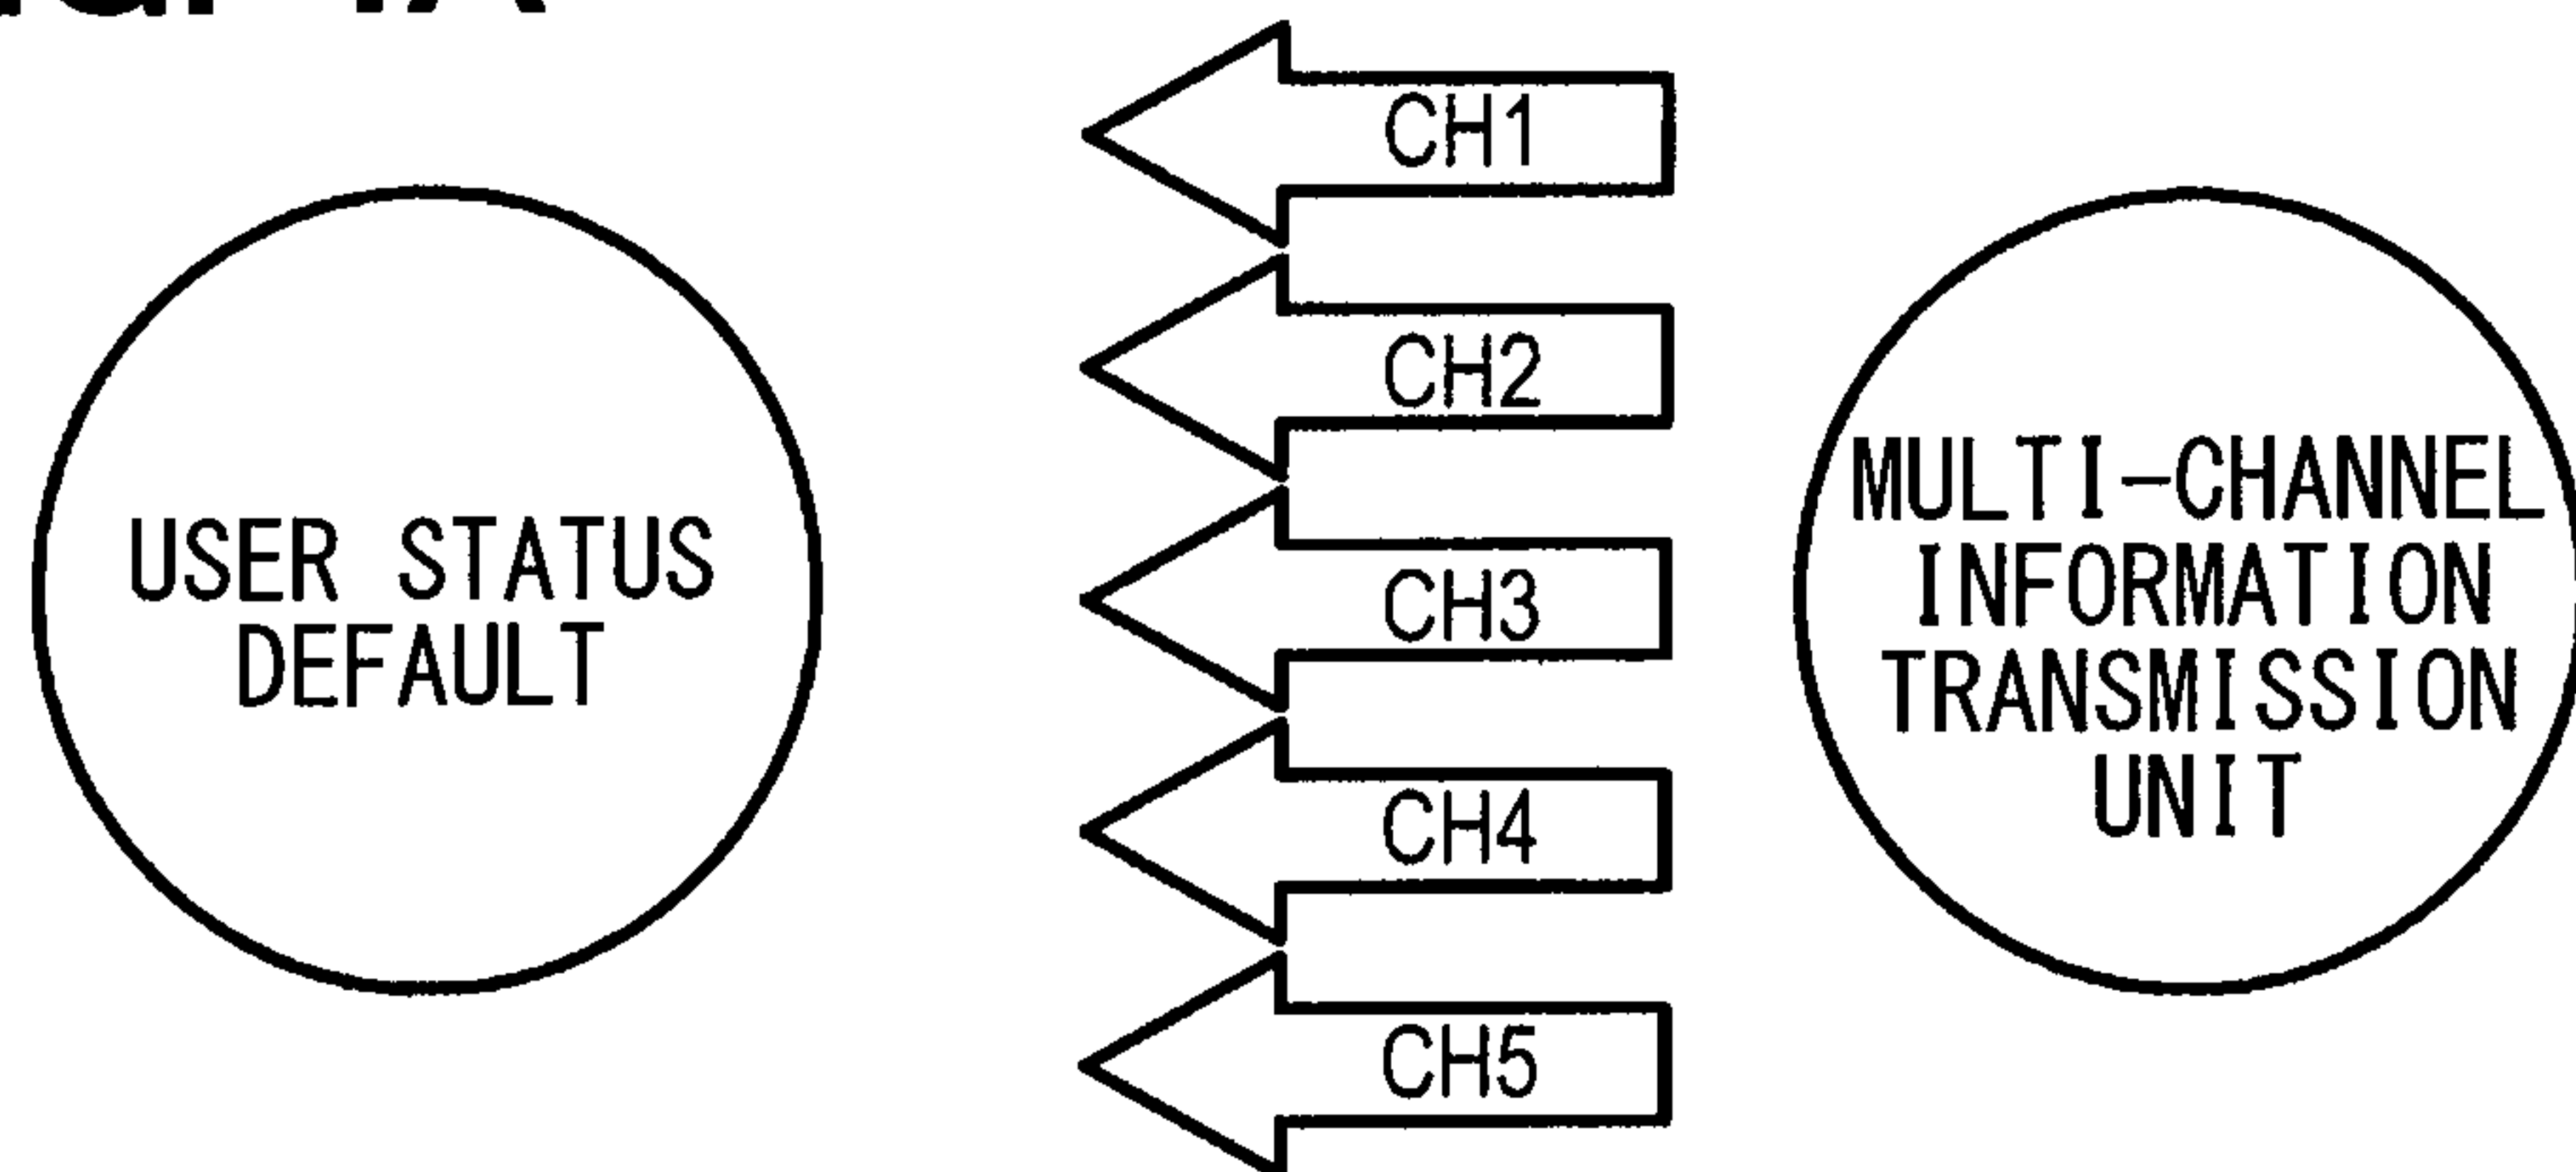 USER STATUS
DEFAULT
CH1
CH2
CH3
CH4
CH5
MULTI-CHANNEL
INFORMATION
TRANSMISSION
UNIT